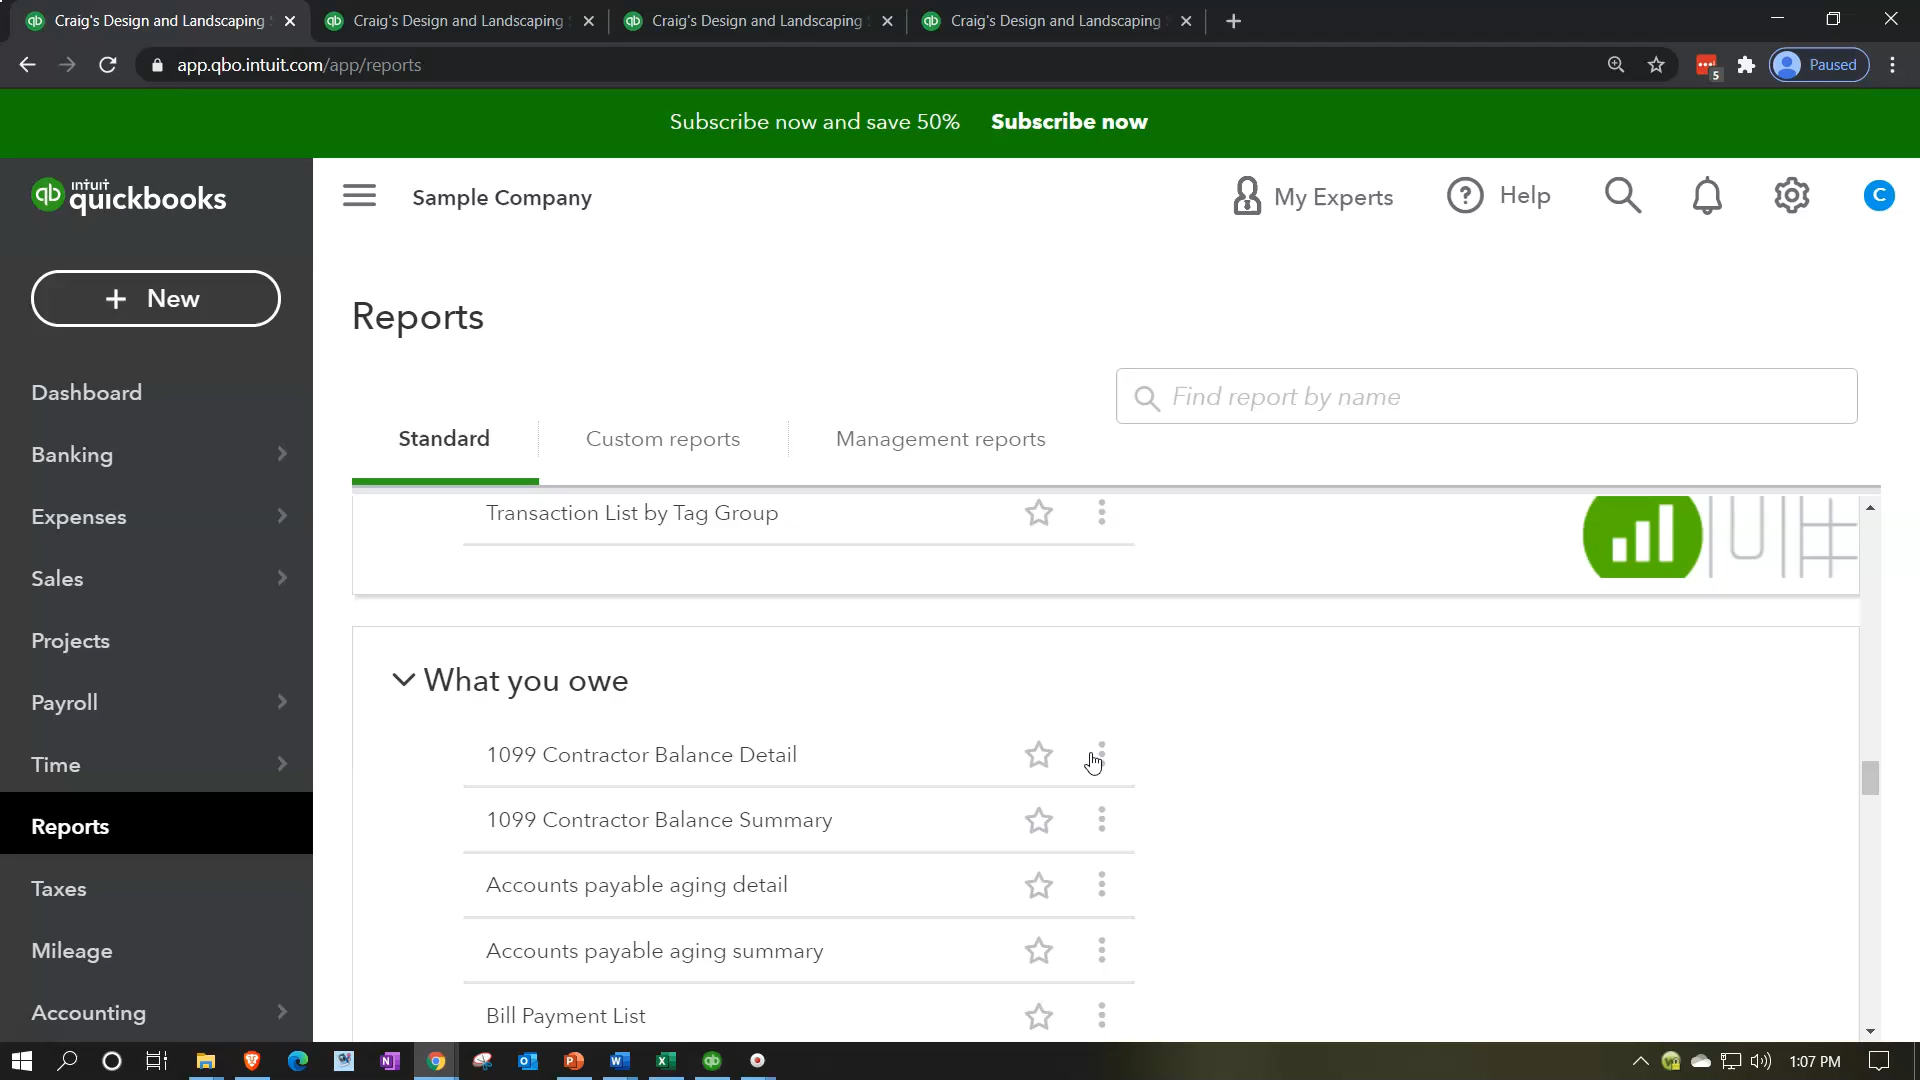 Craig's Design and Landscaping
Craig's Design and Landscaping S
Craig's Design and Landscaping
Craig's Design and Landscaping
app.qbo.intuit.com/app/reports
5
Paused
Subscribe now and save 50% Subscribe now
qb intuit quickbooks
Sample Company
My Experts
Help
C
+ New
Dashboard
Banking
Expenses
Sales
Projects
Payroll
Time
Reports
Taxes
Mileage
Accounting
Reports
Find report by name
Standard
Custom reports
Management reports
Transaction List by Tag Group
What you owe
1099 Contractor Balance Detail
1099 Contractor Balance Summary
Accounts payable aging detail
Accounts payable aging summary
Bill Payment List
1:07 PM